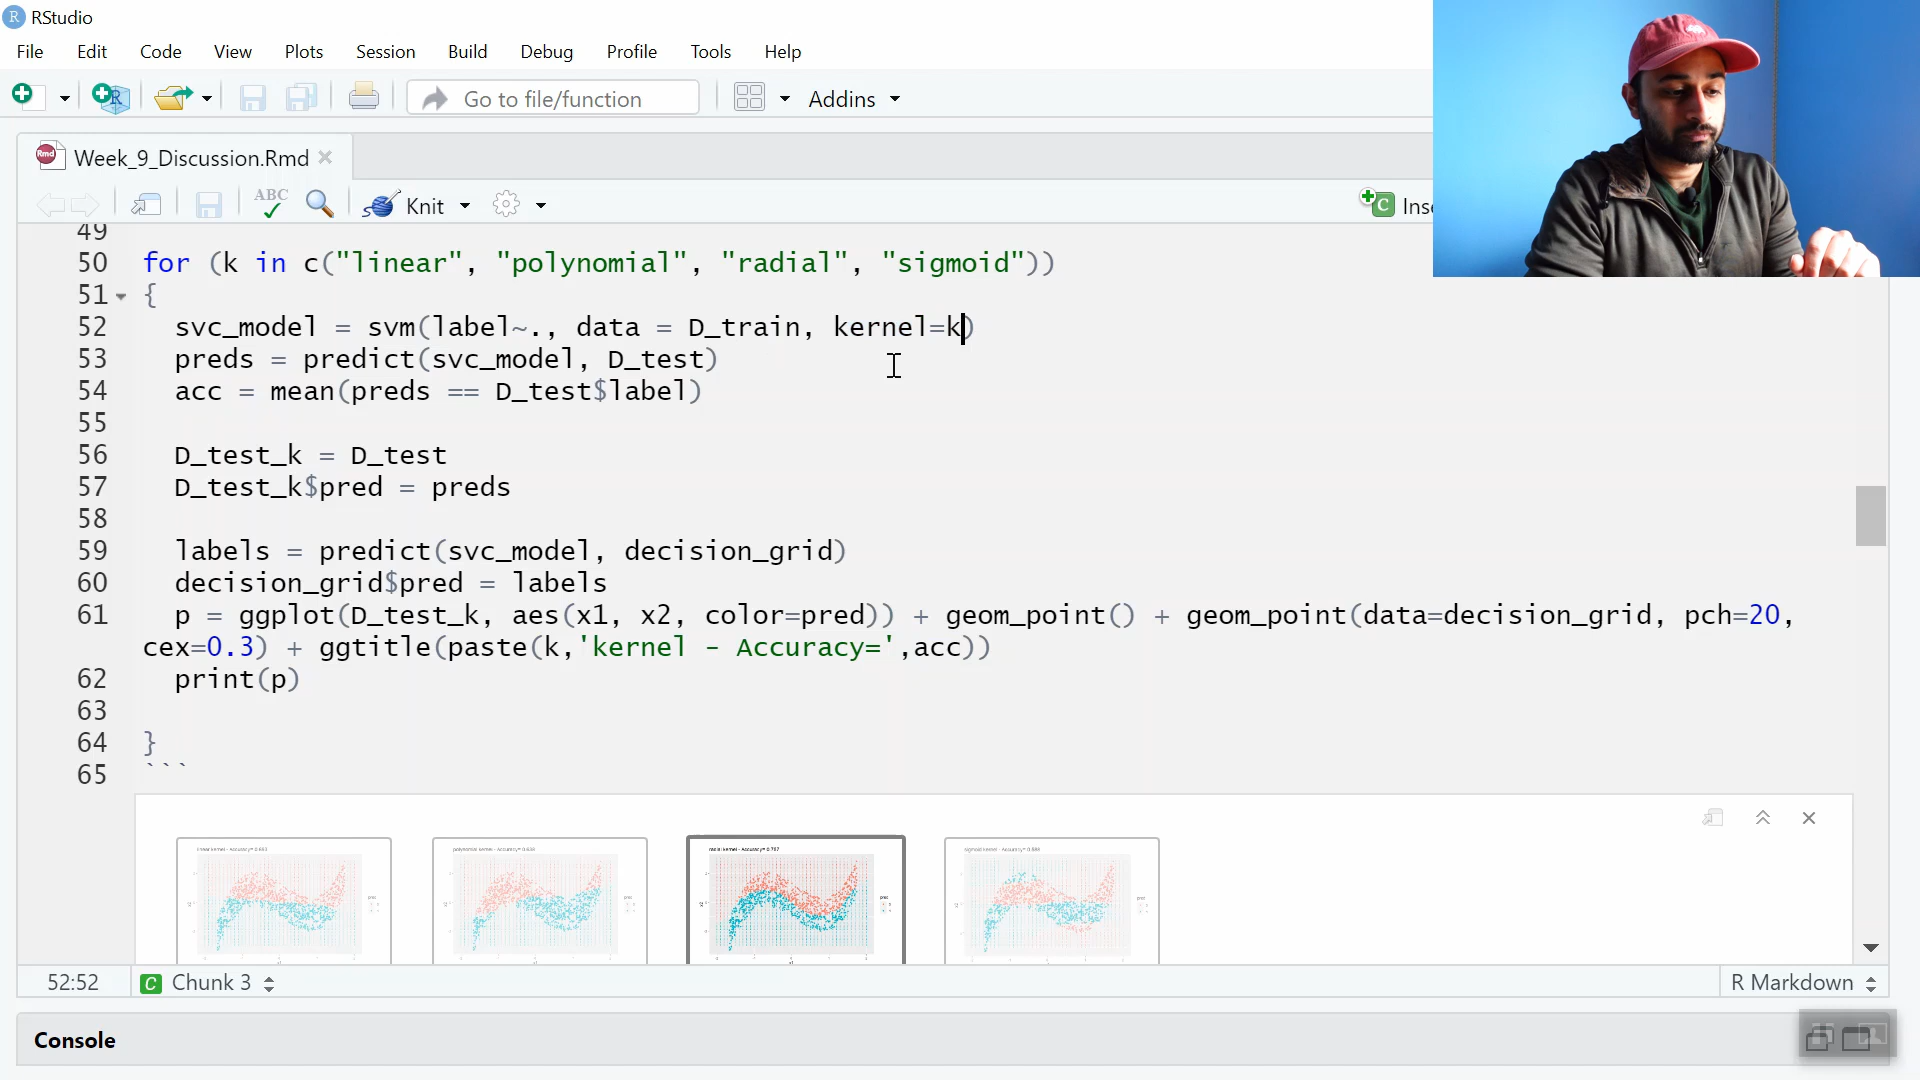 RStudio
File Edit Code View Plots Session Build Debug Profile Tools Help
Go to file/function Addins
Week_9_Discussion.Rmd
ABC Knit Inse
49
50 for (k in c("linear", "polynomial", "radial", "sigmoid"))
51 {
52 svc_model = svm(label~., data = D_train, kernel=k)
53 preds = predict(svc_model, D_test)
54 acc = mean(preds == D_test$label)
55
56 D_test_k = D_test
57 D_test_k$pred = preds
58
59 labels = predict(svc_model, decision_grid)
60 decision_grid$pred = labels
61 p = ggplot(D_test_k, aes(x1, x2, color=pred)) + geom_point() + geom_point(data=decision_grid, pch=20,
cex=0.3) + ggtitle(paste(k,'kernel - Accuracy=',acc))
62 print(p)
63
64 }
65 ```
52:52 C Chunk 3 R Markdown
Console